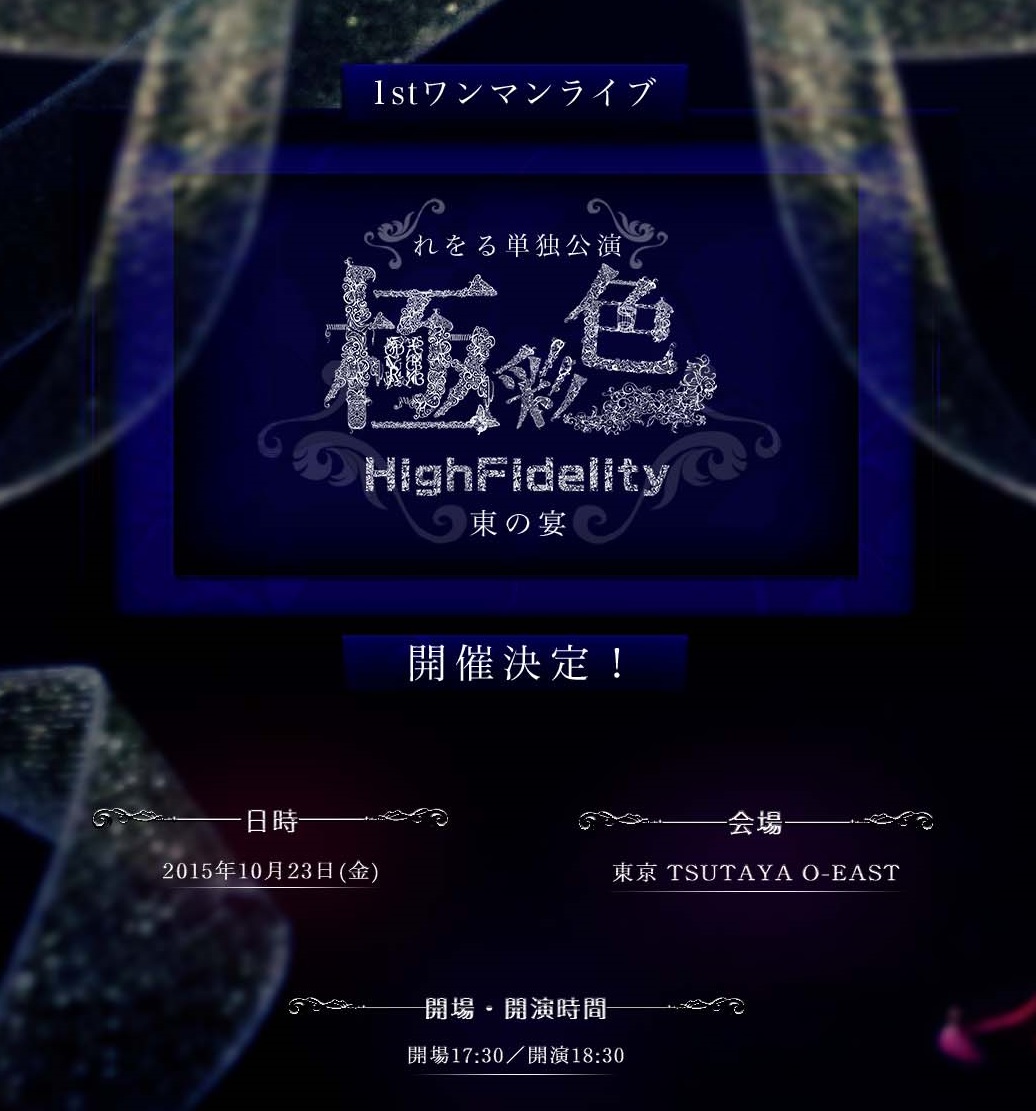 1stワンマンライブ
れをる単独公演
極彩色
HighFidelity
東の宴
開催決定！
日時
2015年10月23日(金)
会場
東京 TSUTAYA O-EAST
開場・開演時間
開場17:30／開演18:30